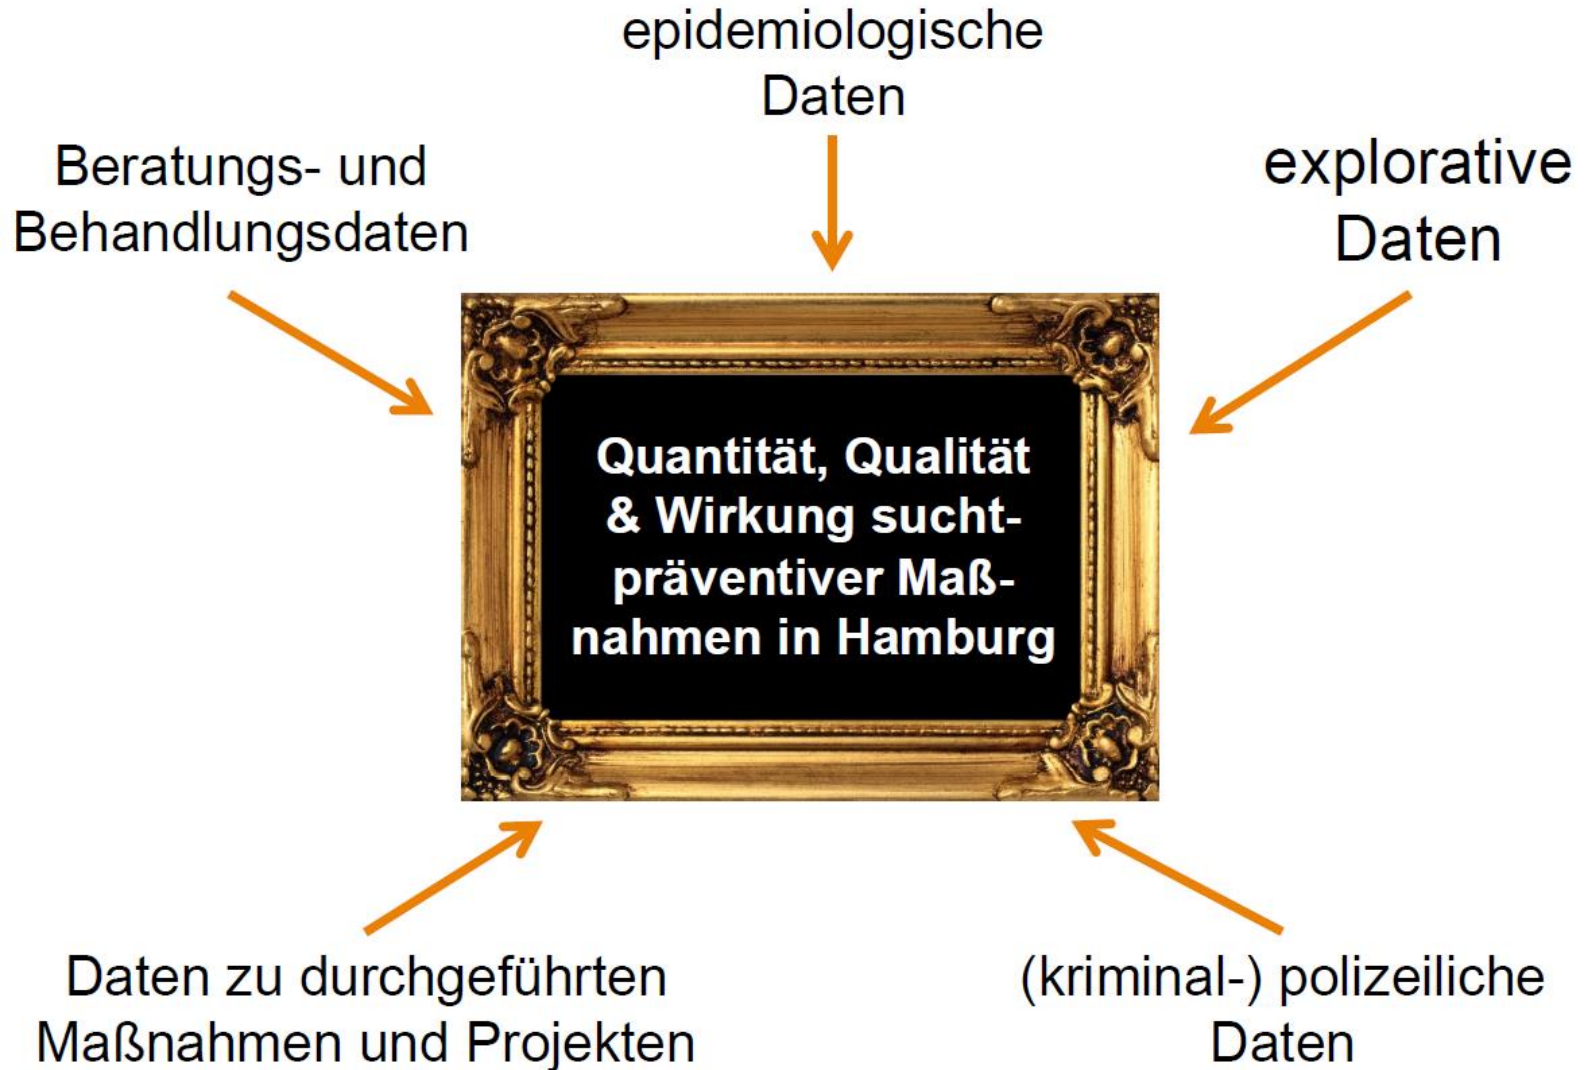 epidemiologische
Daten
Beratungs- und
Behandlungsdaten
explorative
Daten
Quantität, Qualität
& Wirkung sucht-
präventiver Maß-
nahmen in Hamburg
Daten zu durchgeführten
Maßnahmen und Projekten
(kriminal-) polizeiliche
Daten